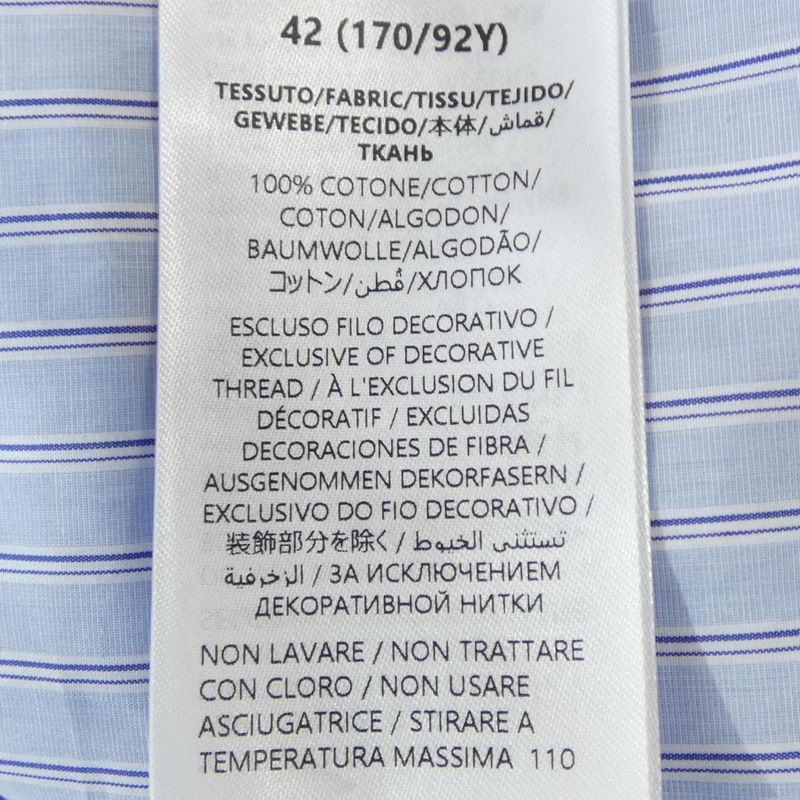 42 (170/92Y)
TESSUTO/FABRIC/TISSU/TEJIDO/
GEWEBE/TECIDO/本体/قماش/
ТКАНЬ
100% COTONE/COTTON/
COTON/ALGODON/
BAUMWOLLE/ALGODÃO/
コットン/قُطن/ХЛОПОК
ESCLUSO FILO DECORATIVO /
EXCLUSIVE OF DECORATIVE
THREAD / À L'EXCLUSION DU FIL
DÉCORATIF / EXCLUIDAS
DECORACIONES DE FIBRA /
AUSGENOMMEN DEKORFASERN /
EXCLUSIVO DO FIO DECORATIVO /
装飾部分を除く / تستثنى الخيوط
الزخرفية / ЗА ИСКЛЮЧЕНИЕМ
ДЕКОРАТИВНОЙ НИТКИ
NON LAVARE / NON TRATTARE
CON CLORO / NON USARE
ASCIUGATRICE / STIRARE A
TEMPERATURA MASSIMA 110